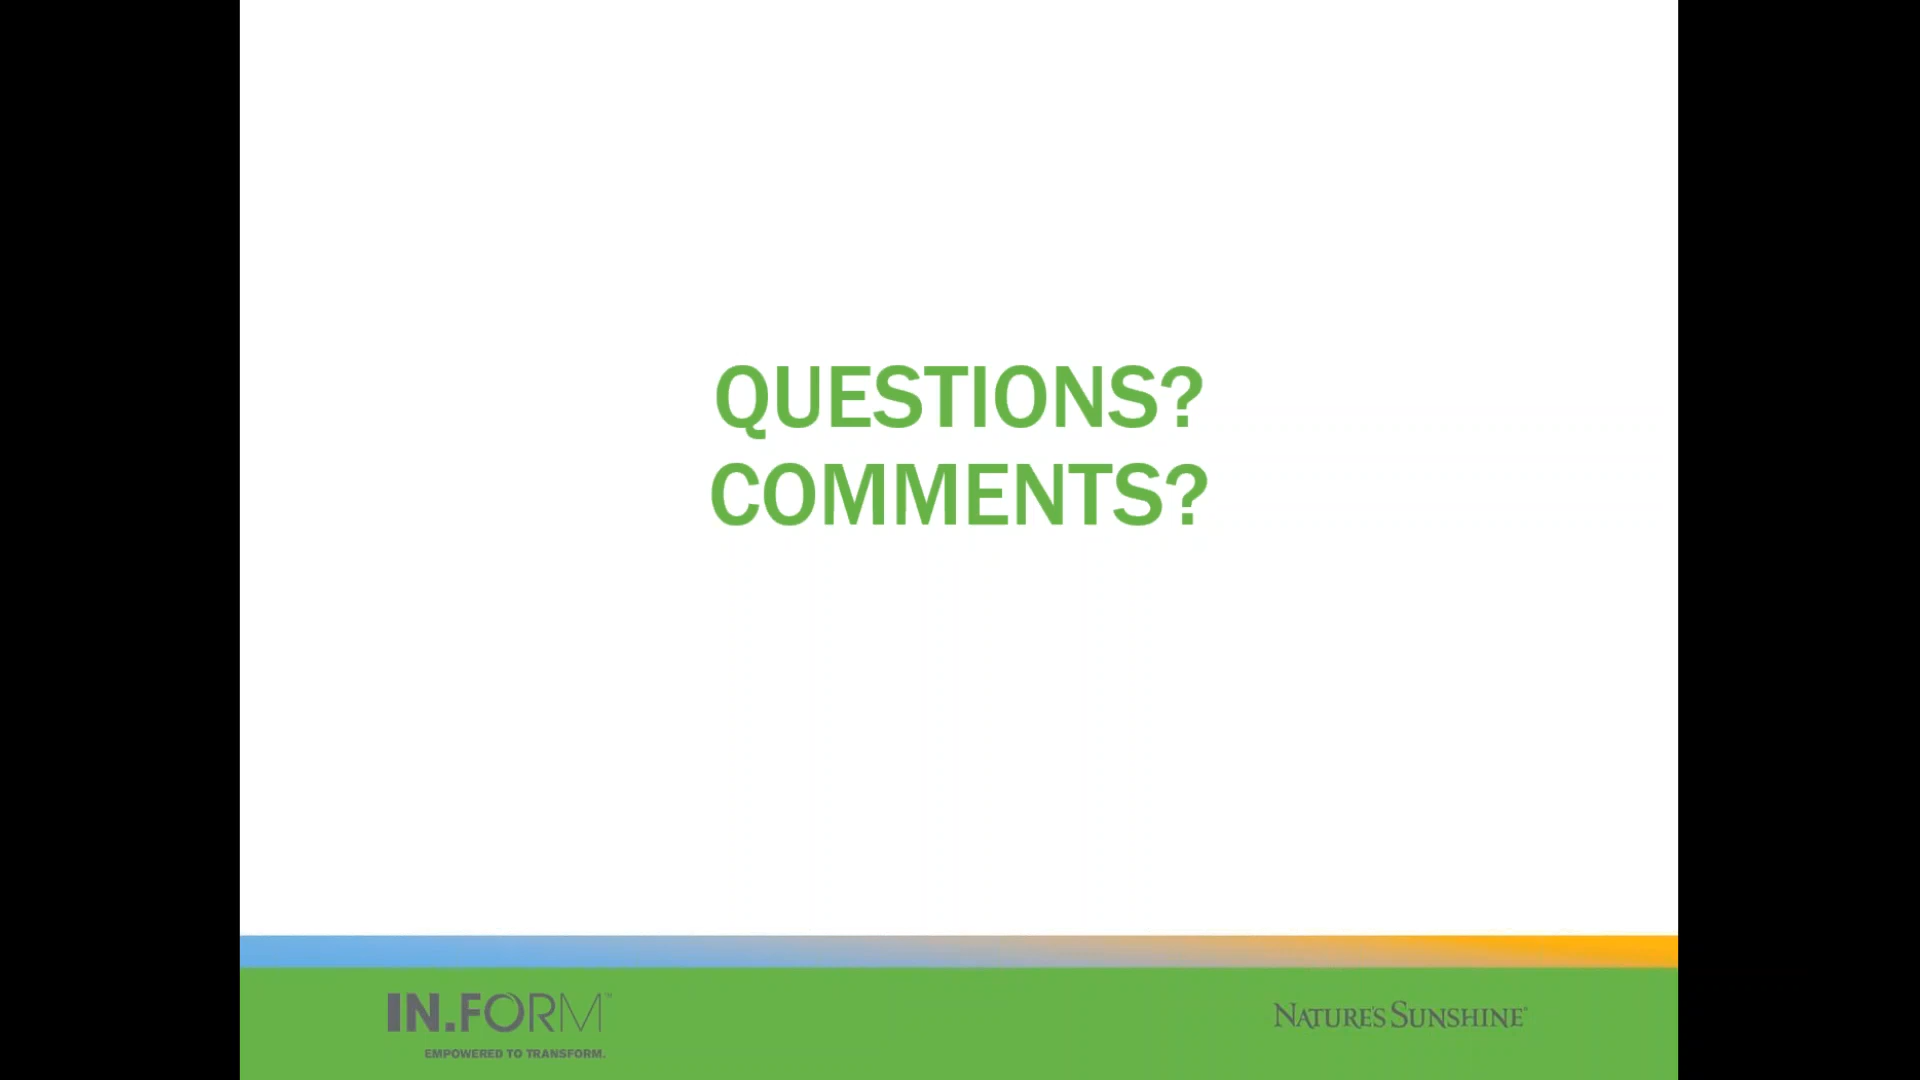 QUESTIONS?
COMMENTS?
IN.FORM™
EMPOWERED TO TRANSFORM.
NATURE'S SUNSHINE®